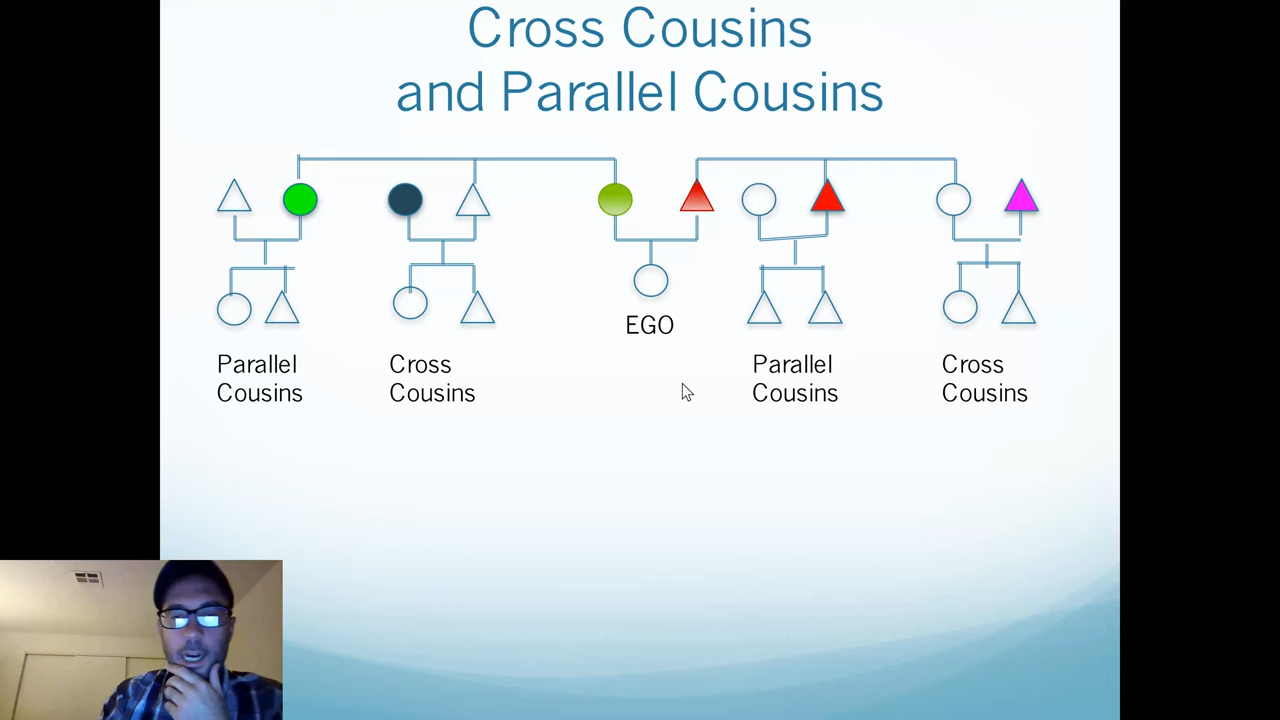 Cross Cousins
and Parallel Cousins
EGO
Parallel
Cousins
Cross
Cousins
Parallel
Cousins
Cross
Cousins